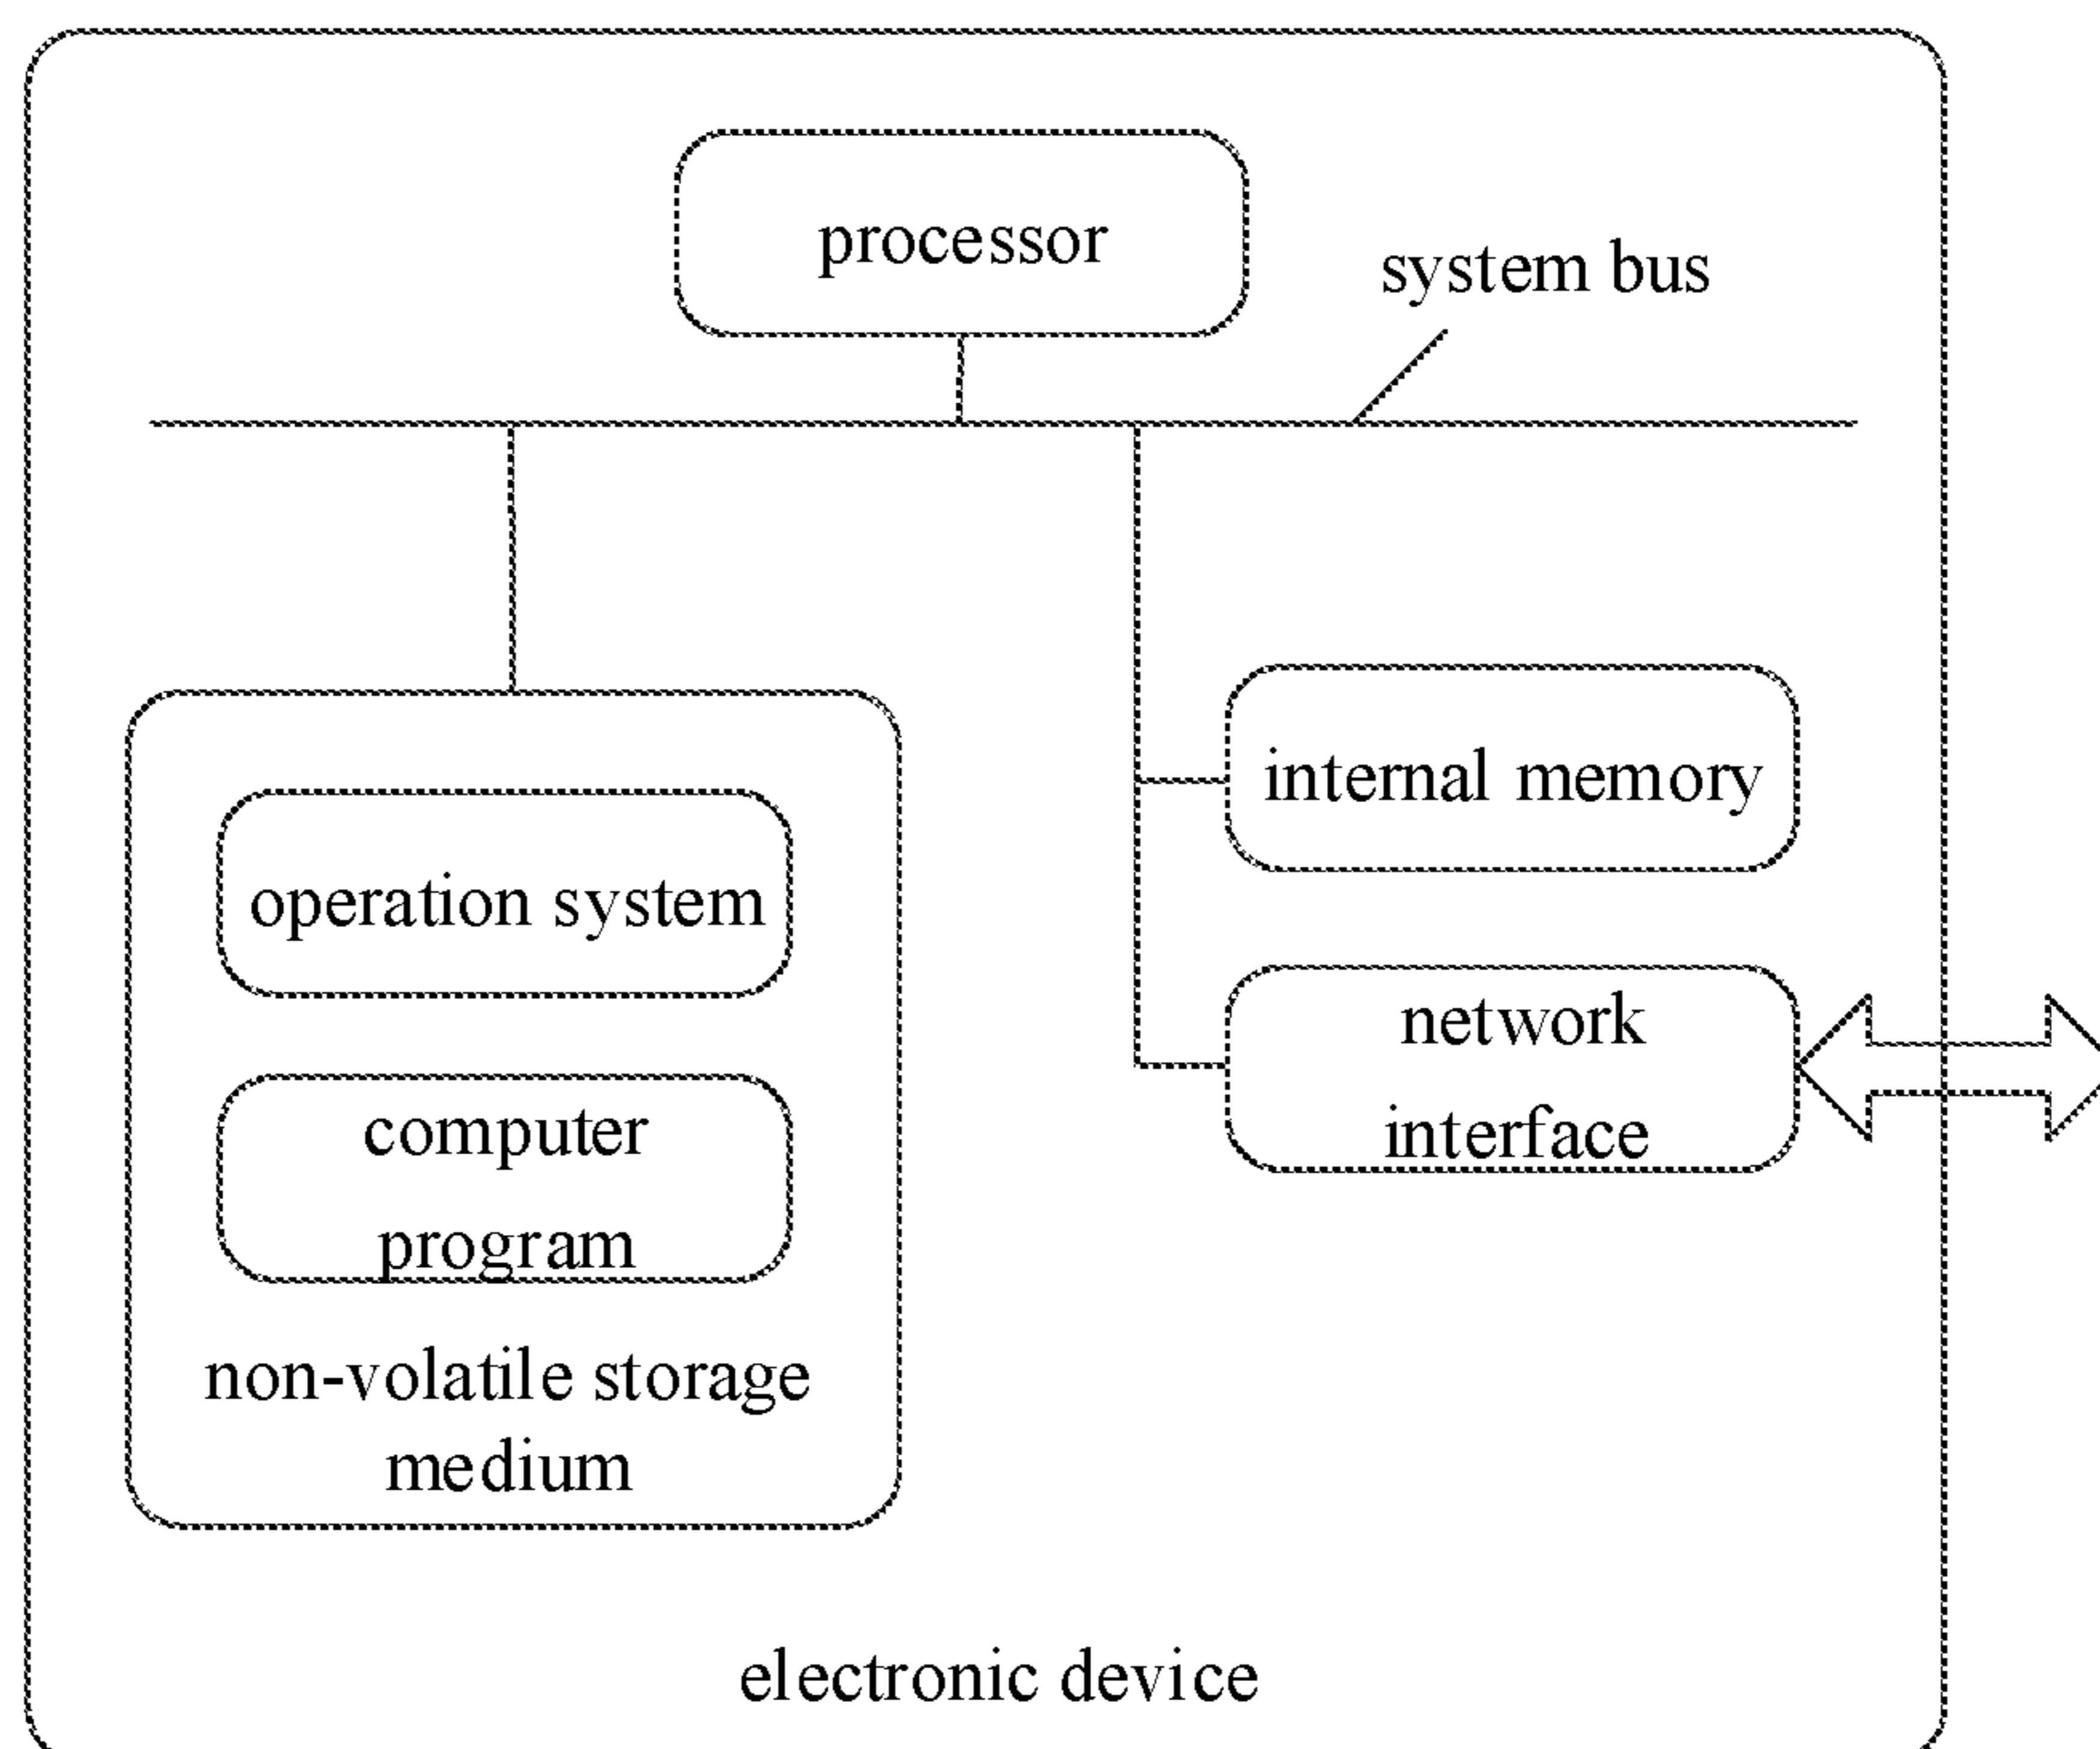 processor
system bus
internal memory
operation system
network
interface
computer
program
non-volatile storage
medium
electronic device